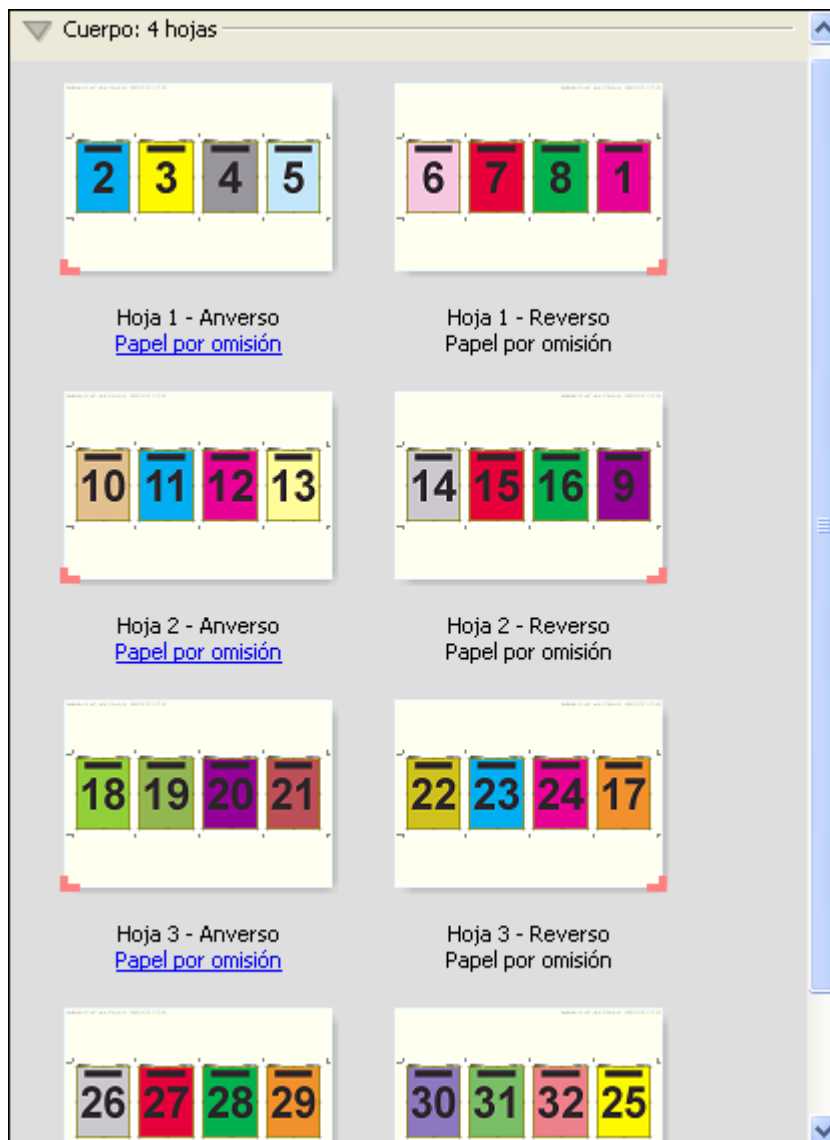 Cuerpo: 4 hojas
2 3 4 5
6 7 8 1
Hoja 1 - Anverso
Papel por omisión
Hoja 1 - Reverso
Papel por omisión
10 11 12 13
14 15 16 9
Hoja 2 - Anverso
Papel por omisión
Hoja 2 - Reverso
Papel por omisión
18 19 20 21
22 23 24 17
Hoja 3 - Anverso
Papel por omisión
Hoja 3 - Reverso
Papel por omisión
26 27 28 29
30 31 32 25